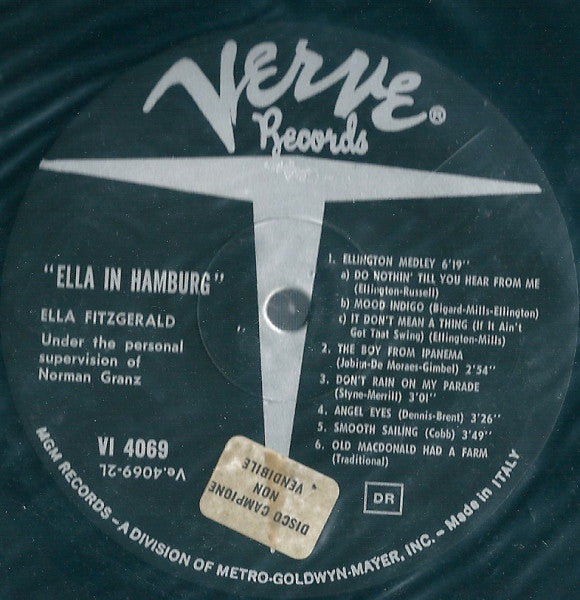 Verve®
Records
"ELLA IN HAMBURG"
ELLA FITZGERALD
Under the personal
supervision of
Norman Granz
VI 4069
Ve.4069-2L
1. ELLINGTON MEDLEY 6'19"
a) DO NOTHIN' TILL YOU HEAR FROM ME
(Ellington-Russell)
b) MOOD INDIGO (Bigard-Mills-Ellington)
c) IT DON'T MEAN A THING (If It Ain't
Got That Swing) (Ellington-Mills)
2. THE BOY FROM IPANEMA
(Jobim-De Moraes-Gimbel) 2'54"
3. DON'T RAIN ON MY PARADE
(Styne-Merrill) 3'01"
4. ANGEL EYES (Dennis-Brent) 3'26"
5. SMOOTH SAILING (Cobb) 3'49"
6. OLD MACDONALD HAD A FARM
(Traditional)
DR
DISCO CAMPIONE
NON
VENDIBILE
MGM RECORDS - A DIVISION OF METRO-GOLDWYN-MAYER, INC. - Made in ITALY